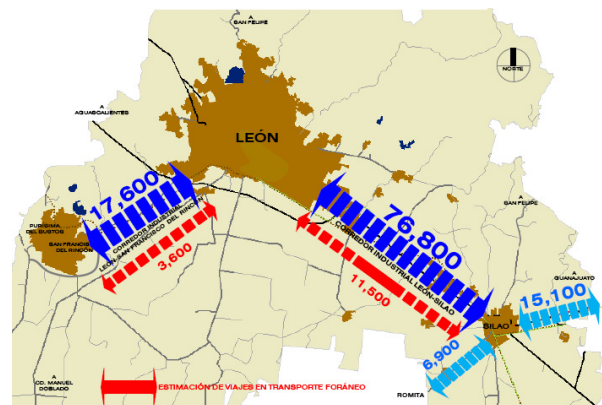 A
SAN FELIPE
NORTE
A
AGUASCALIENTES
LEÓN
17,600
PURÍSIMA
DEL BUSTOS
SAN FRANCISCO
DEL RINCÓN
CORREDOR INDUSTRIAL
LEÓN-SAN FRANCISCO DEL RINCÓN
3,600
76,800
CORREDOR INDUSTRIAL LEÓN-SILAO
11,500
A
SAN FELIPE
A
GUANAJUATO
15,100
SILAO
6,900
A
CD. MANUEL
DOBLADO
ESTIMACIÓN DE VIAJES EN TRANSPORTE FORÁNEO
ROMITA